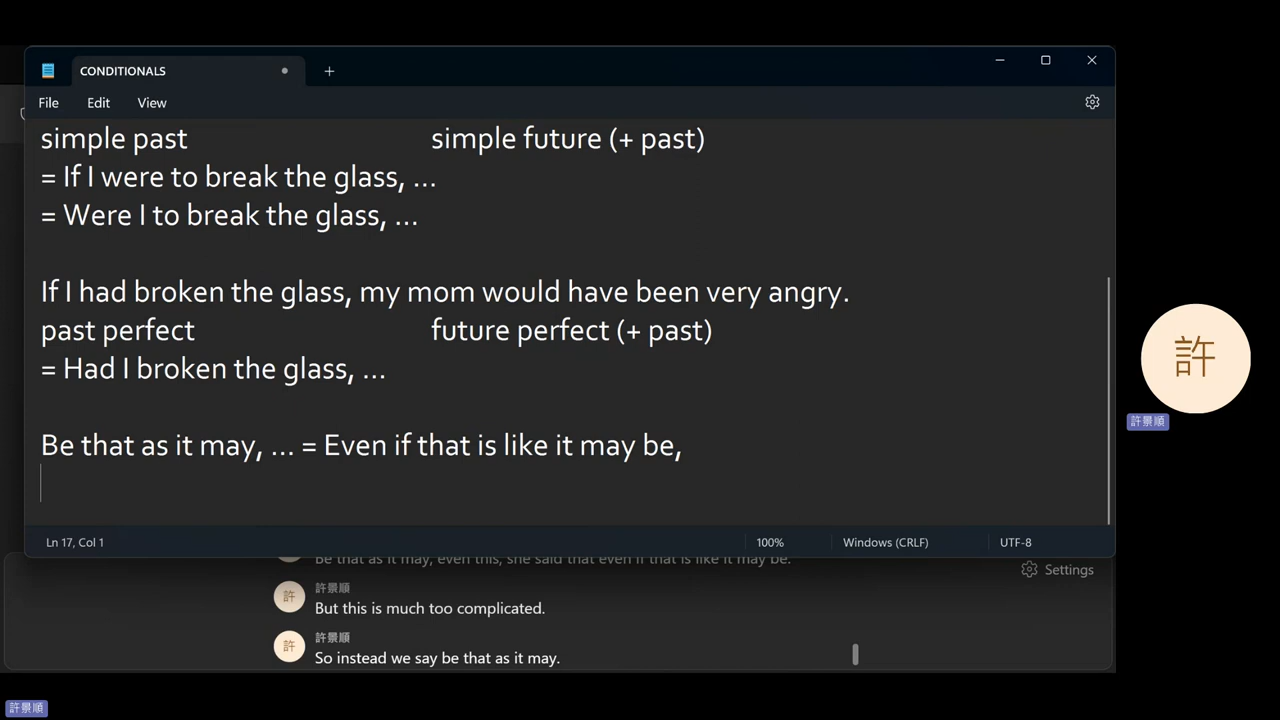 CONDITIONALS
File Edit View
simple past simple future (+ past)
= If I were to break the glass, ...
= Were I to break the glass, ...
If I had broken the glass, my mom would have been very angry.
past perfect future perfect (+ past)
= Had I broken the glass, ...
許
許景順
Be that as it may, ... = Even if that is like it may be,
Ln 17, Col 1 100% Windows (CRLF) UTF-8
Be that as it may, even this, she said that even if that is like it may be.
Settings
許 許景順
But this is much too complicated.
許 許景順
So instead we say be that as it may.
許景順